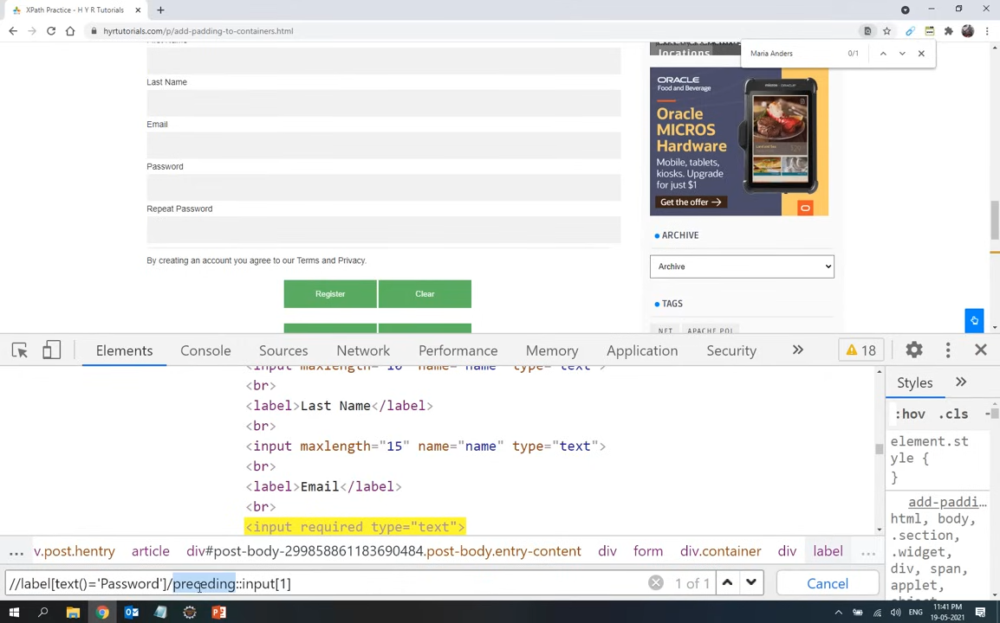 XPath Practice - H Y R Tutorials
hyrtutorials.com/p/add-padding-to-containers.html
Maria Anders 0/1
locations
Last Name
Email
Password
Repeat Password
By creating an account you agree to our Terms and Privacy.
Register Clear
ORACLE
Food and Beverage
Oracle
MICROS
Hardware
Mobile, tablets,
kiosks. Upgrade
for just $1
Get the offer →
ARCHIVE
Archive
TAGS
.NET APACHE POI
Elements Console Sources Network Performance Memory Application Security » 18
<br>
<label>Last Name</label>
<br>
<input maxlength="15" name="name" type="text">
<br>
<label>Email</label>
<br>
<input required type="text">
Styles »
:hov .cls
element.st
yle {
}
add-paddi…
html, body,
.section,
.widget,
div, span,
applet,
... v.post.hentry article div#post-body-299858861183690484.post-body.entry-content div form div.container div label ...
//label[text()='Password']/preceding::input[1] 1 of 1 Cancel
ENG 11:41 PM
19-05-2021